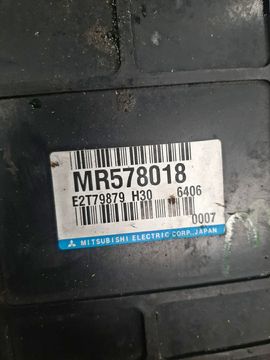 MR578018
E2T79879 H30 6406
0007
MITSUBISHI ELECTRIC CORP.,JAPAN